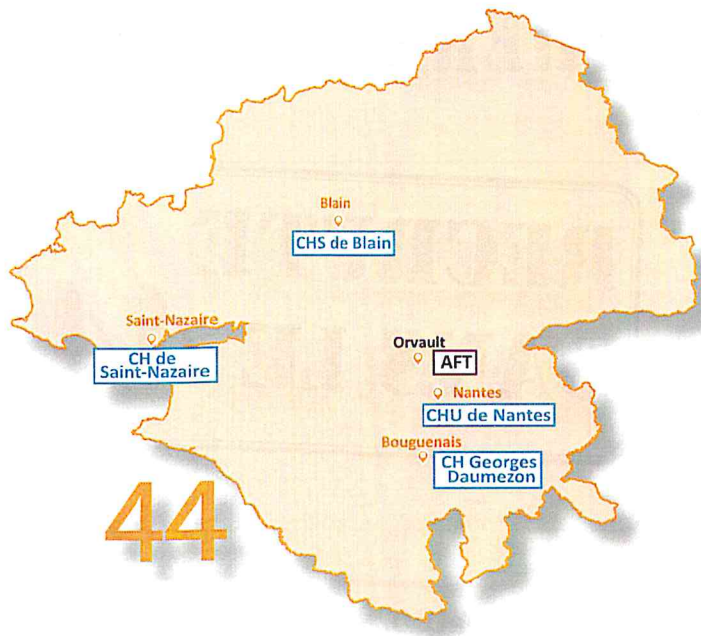 Blain
CHS de Blain
Saint-Nazaire
CH de
Saint-Nazaire
Orvault
AFT
Nantes
CHU de Nantes
Bouguenais
CH Georges
Daumezon
44